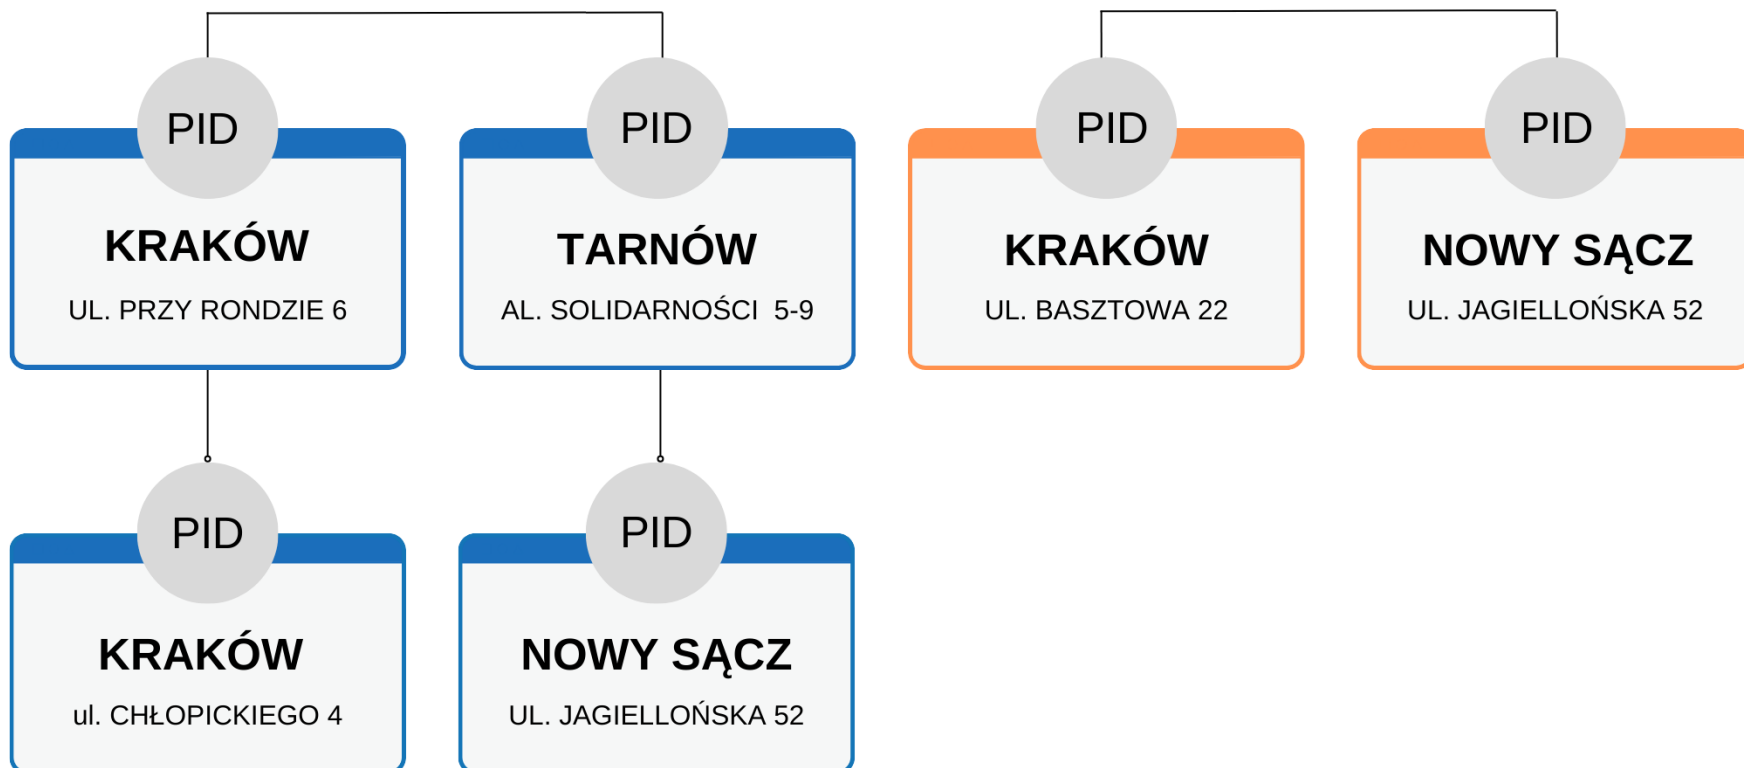 PID
KRAKÓW
UL. PRZY RONDZIE 6
PID
TARNÓW
AL. SOLIDARNOŚCI  5-9
PID
KRAKÓW
UL. BASZTOWA 22
PID
NOWY SĄCZ
UL. JAGIELLOŃSKA 52
PID
KRAKÓW
ul. CHŁOPICKIEGO 4
PID
NOWY SĄCZ
UL. JAGIELLOŃSKA 52